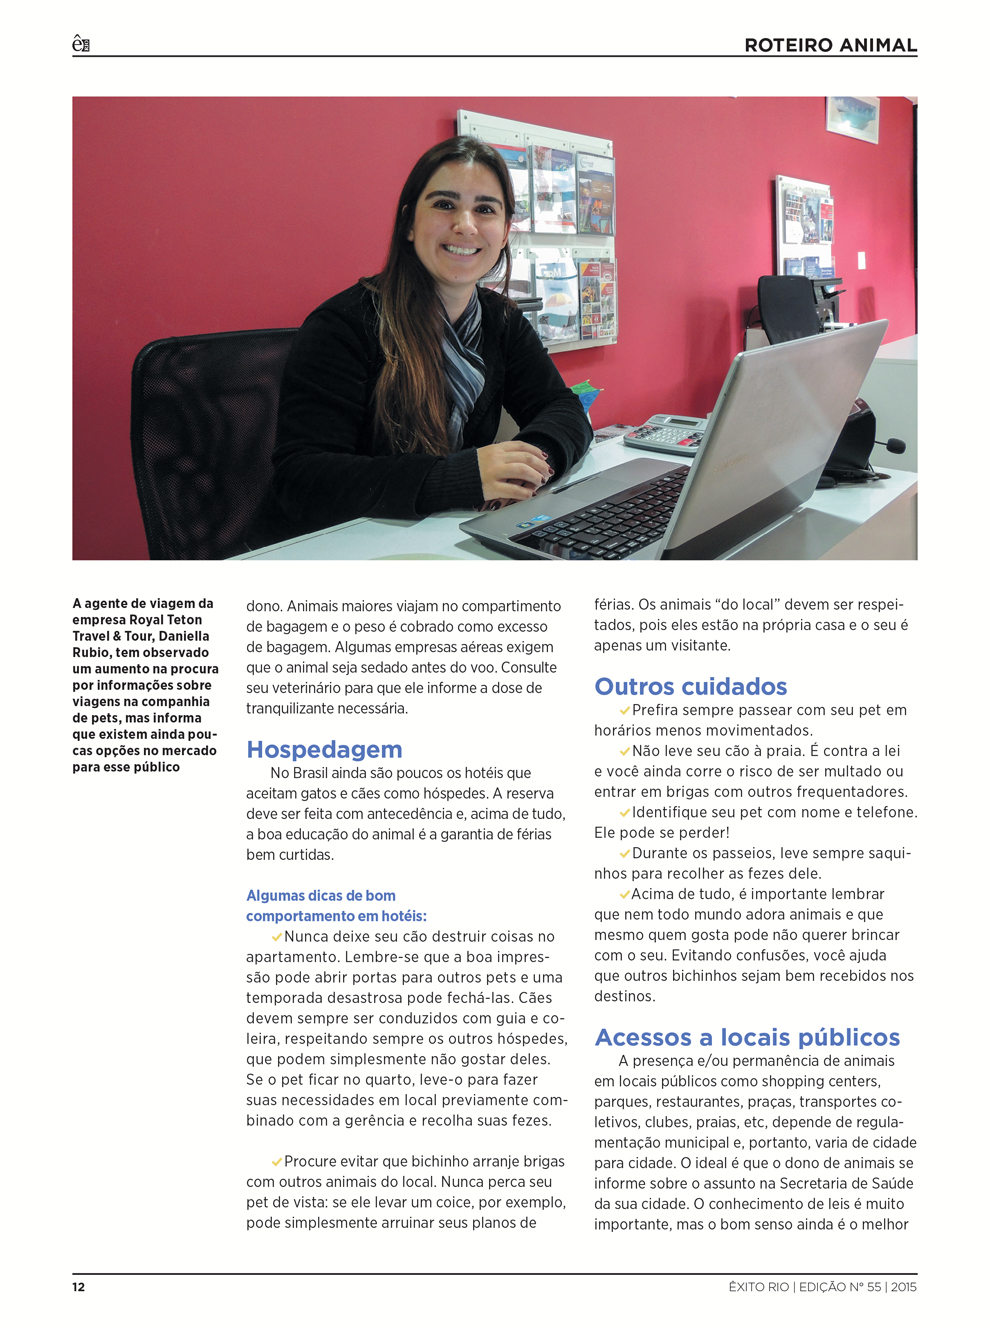 ROTEIRO ANIMAL
A agente de viagem da
empresa Royal Teton
Travel & Tour, Daniella
Rubio, tem observado
um aumento na procura
por informações sobre
viagens na companhia
de pets, mas informa
que existem ainda pou-
cas opções no mercado
para esse público
dono. Animais maiores viajam no compartimento
de bagagem e o peso é cobrado como excesso
de bagagem. Algumas empresas aéreas exigem
que o animal seja sedado antes do voo. Consulte
seu veterinário para que ele informe a dose de
tranquilizante necessária.
Hospedagem
No Brasil ainda são poucos os hotéis que
aceitam gatos e cães como hóspedes. A reserva
deve ser feita com antecedência e, acima de tudo,
a boa educação do animal é a garantia de férias
bem curtidas.
Algumas dicas de bom
comportamento em hotéis:
✓Nunca deixe seu cão destruir coisas no
apartamento. Lembre-se que a boa impres-
são pode abrir portas para outros pets e uma
temporada desastrosa pode fechá-las. Cães
devem sempre ser conduzidos com guia e co-
leira, respeitando sempre os outros hóspedes,
que podem simplesmente não gostar deles.
Se o pet ficar no quarto, leve-o para fazer
suas necessidades em local previamente com-
binado com a gerência e recolha suas fezes.
✓Procure evitar que bichinho arranje brigas
com outros animais do local. Nunca perca seu
pet de vista: se ele levar um coice, por exemplo,
pode simplesmente arruinar seus planos de
férias. Os animais “do local” devem ser respei-
tados, pois eles estão na própria casa e o seu é
apenas um visitante.
Outros cuidados
✓Prefira sempre passear com seu pet em
horários menos movimentados.
✓Não leve seu cão à praia. É contra a lei
e você ainda corre o risco de ser multado ou
entrar em brigas com outros frequentadores.
✓Identifique seu pet com nome e telefone.
Ele pode se perder!
✓Durante os passeios, leve sempre saqui-
nhos para recolher as fezes dele.
✓Acima de tudo, é importante lembrar
que nem todo mundo adora animais e que
mesmo quem gosta pode não querer brincar
com o seu. Evitando confusões, você ajuda
que outros bichinhos sejam bem recebidos nos
destinos.
Acessos a locais públicos
A presença e/ou permanência de animais
em locais públicos como shopping centers,
parques, restaurantes, praças, transportes co-
letivos, clubes, praias, etc, depende de regula-
mentação municipal e, portanto, varia de cidade
para cidade. O ideal é que o dono de animais se
informe sobre o assunto na Secretaria de Saúde
da sua cidade. O conhecimento de leis é muito
importante, mas o bom senso ainda é o melhor
12
ÊXITO RIO | EDIÇÃO N° 55 | 2015